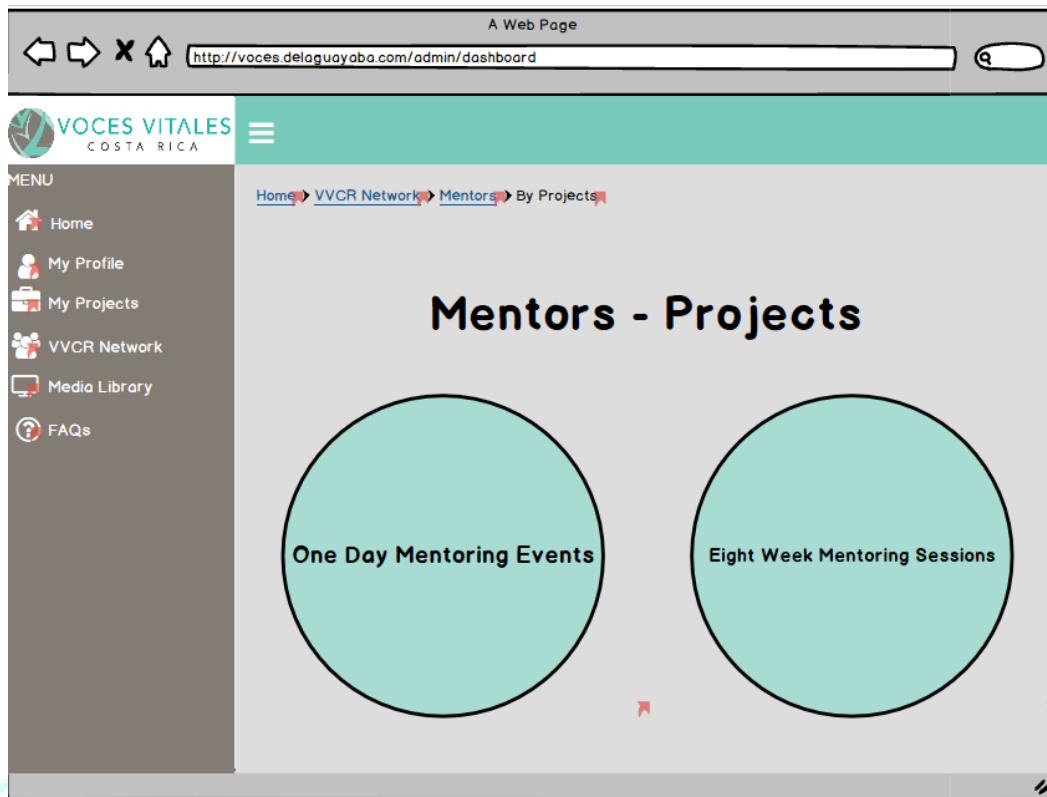 A Web Page
http://voces.delaguayaba.com/admin/dashboard
VOCES VITALES
COSTA RICA
MENU
Home
My Profile
My Projects
VVCR Network
Media Library
FAQs
Home VVCR Network Mentors By Projects
Mentors - Projects
One Day Mentoring Events
Eight Week Mentoring Sessions